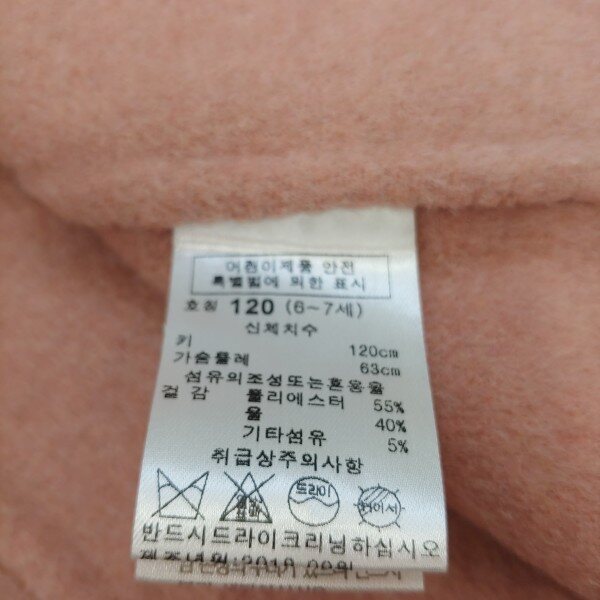 어린이제품 안전
특별법에 의한 표시
호칭 120 (6~7세)
신체치수
키 120cm
가슴둘레 63cm
섬유의조성또는혼용율
겉감 폴리에스터 55%
울 40%
기타섬유 5%
취급상주의사항
드라이
반드시드라이크리닝하십시오
제조년월